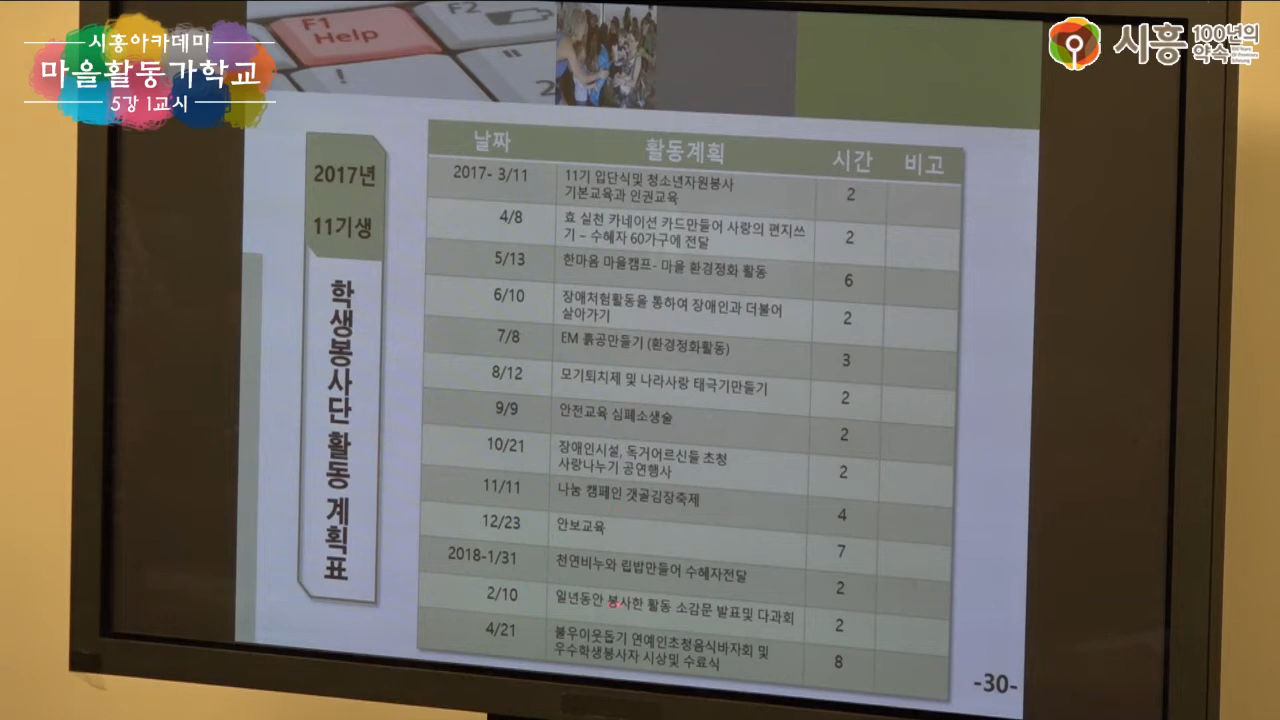 시흥아카데미
마을활동가학교
5강 1교시
시흥
100년의
약속
F1
Help
F2
!
"
2
2017년
11기생
학생봉사단 활동 계획표
날짜 활동계획 시간 비고
2017- 3/11 11기 입단식및 청소년자원봉사 2
기본교육과 인권교육
4/8 효 실천 카네이션 카드만들어 사랑의 편지쓰 2
기 – 수혜자 60가구에 전달
5/13 한마음 마을캠프- 마을 환경정화 활동 6
6/10 장애처험활동을 통하여 장애인과 더불어 2
살아가기
7/8 EM 흙공만들기 (환경정화활동) 3
8/12 모기퇴치제 및 나라사랑 태극기만들기 2
9/9 안전교육 심폐소생술 2
10/21 장애인시설, 독거어르신들 초청 2
사랑나누기 공연행사
11/11 나눔 캠페인 갯골김장축제 4
12/23 안보교육 7
2018-1/31 천연비누와 립밥만들어 수혜자전달 2
2/10 일년동안 봉사한 활동 소감문 발표및 다과회 2
4/21 불우이웃돕기 연예인초청음식바자회 및 8
우수학생봉사자 시상및 수료식
-30-